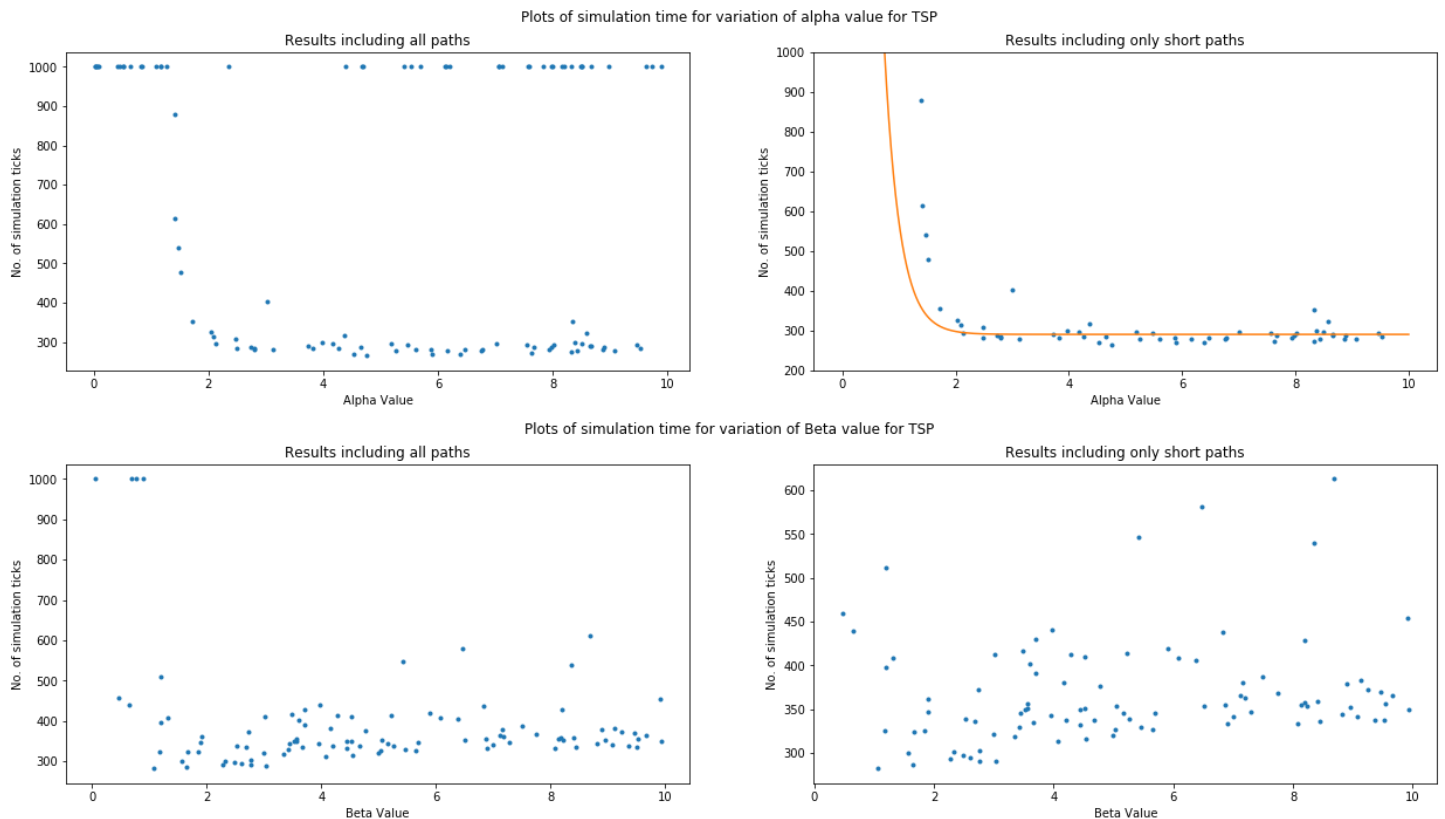 Plots of simulation time for variation of alpha value for TSP
Results including all paths
No. of simulation ticks
1000
900
800
700
600
500
400
300
0 2 4 6 8 10
Alpha Value
Results including only short paths
No. of simulation ticks
1000
900
800
700
600
500
400
300
200
0 2 4 6 8 10
Alpha Value
Plots of simulation time for variation of Beta value for TSP
Results including all paths
No. of simulation ticks
1000
900
800
700
600
500
400
300
0 2 4 6 8 10
Beta Value
Results including only short paths
No. of simulation ticks
600
550
500
450
400
350
300
0 2 4 6 8 10
Beta Value